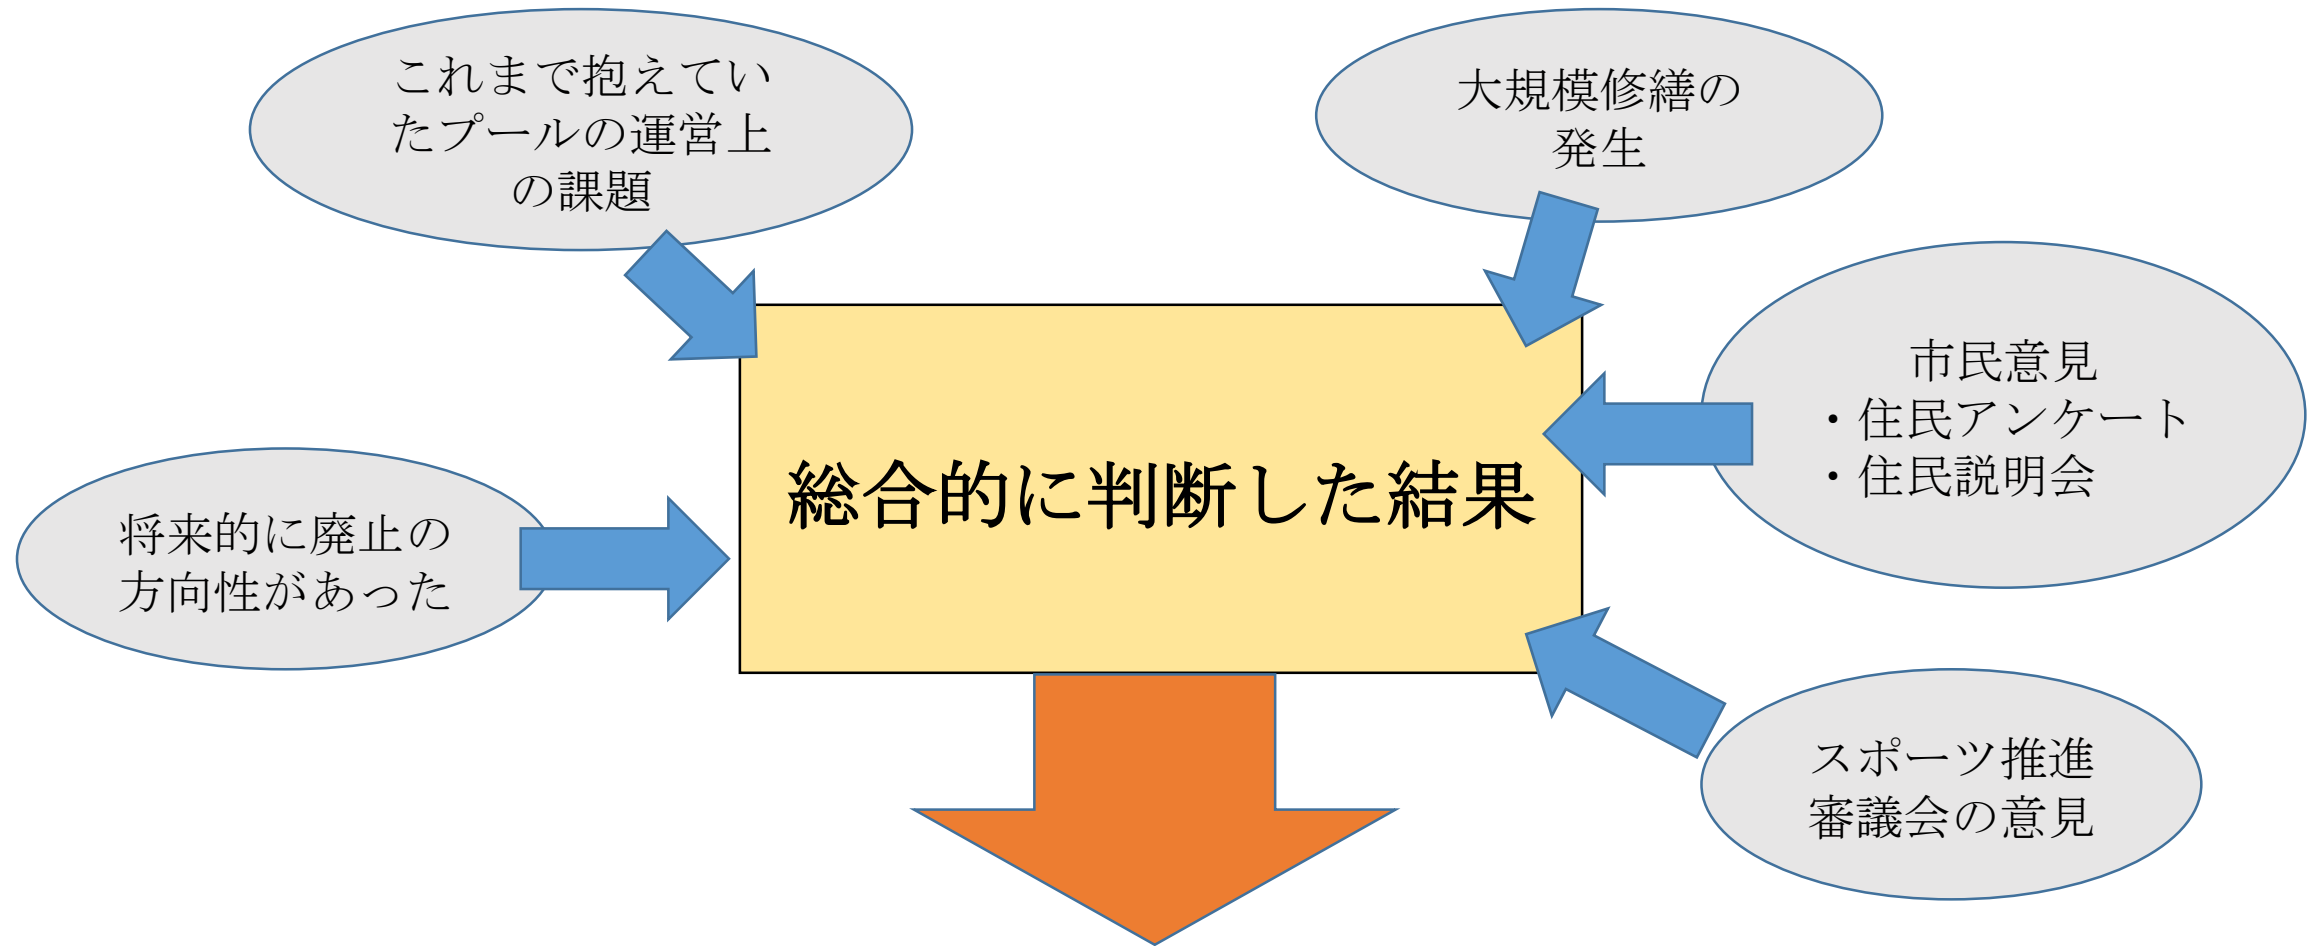 これまで抱えてい
たプールの運営上
の課題
大規模修繕の
発生
市民意見
・住民アンケート
・住民説明会
総合的に判断した結果
将来的に廃止の
方向性があった
スポーツ推進
審議会の意見